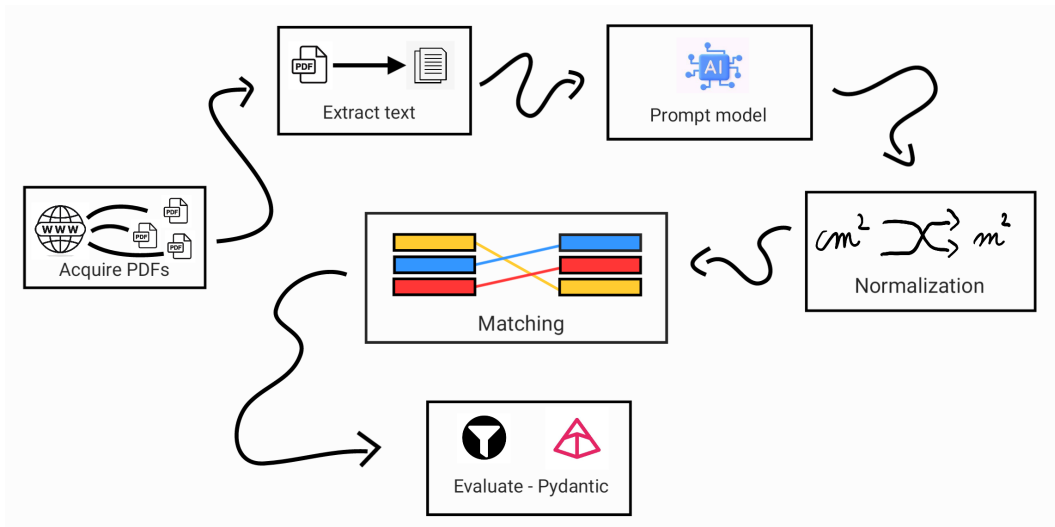 PDF
Extract text
AI
Prompt model
WWW
PDF
PDF
PDF
Acquire PDFs
cm²
m²
Normalization
Matching
Evaluate - Pydantic